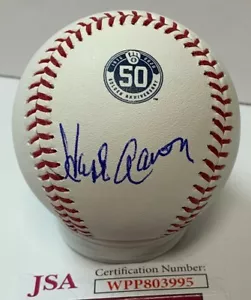 50
Hank Aaron
JSA
Certification Number:
WPP803995